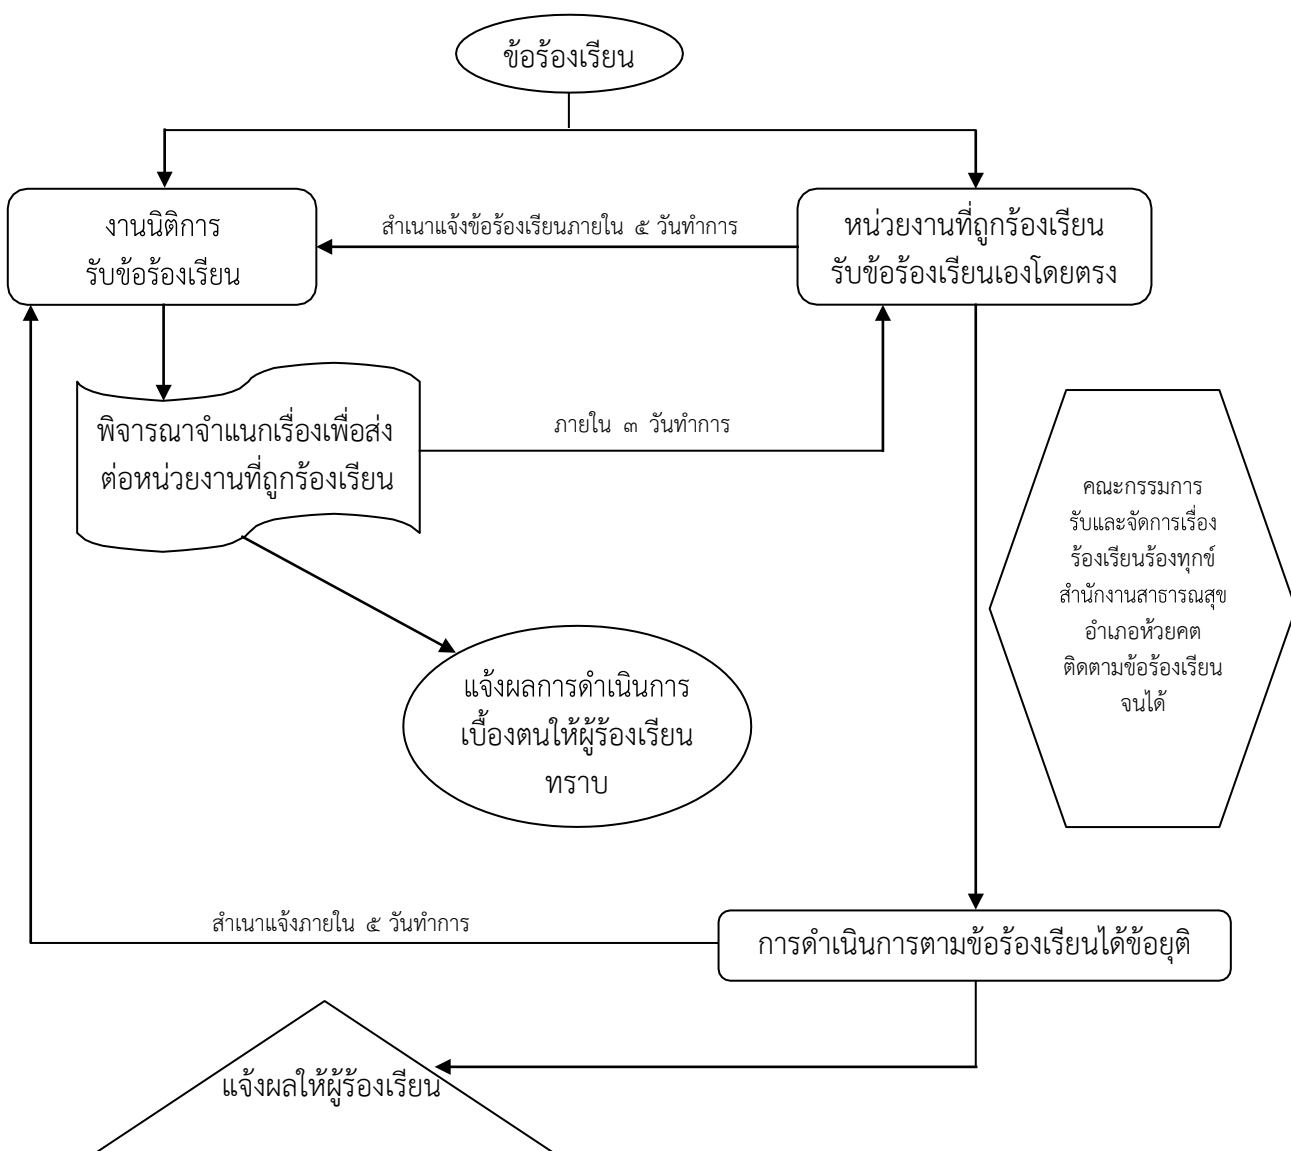 ข้อร้องเรียน
งานนิติการ
รับข้อร้องเรียน
สำเนาแจ้งข้อร้องเรียนภายใน ๕ วันทำการ
หน่วยงานที่ถูกร้องเรียน
รับข้อร้องเรียนเองโดยตรง
พิจารณาจำแนกเรื่องเพื่อส่ง
ต่อหน่วยงานที่ถูกร้องเรียน
ภายใน ๓ วันทำการ
คณะกรรมการ
รับและจัดการเรื่อง
ร้องเรียนร้องทุกข์
สำนักงานสาธารณสุข
อำเภอห้วยคต
ติดตามข้อร้องเรียน
จนได้
แจ้งผลการดำเนินการ
เบื้องตนให้ผู้ร้องเรียน
ทราบ
สำเนาแจ้งภายใน ๕ วันทำการ
การดำเนินการตามข้อร้องเรียนได้ข้อยุติ
แจ้งผลให้ผู้ร้องเรียน